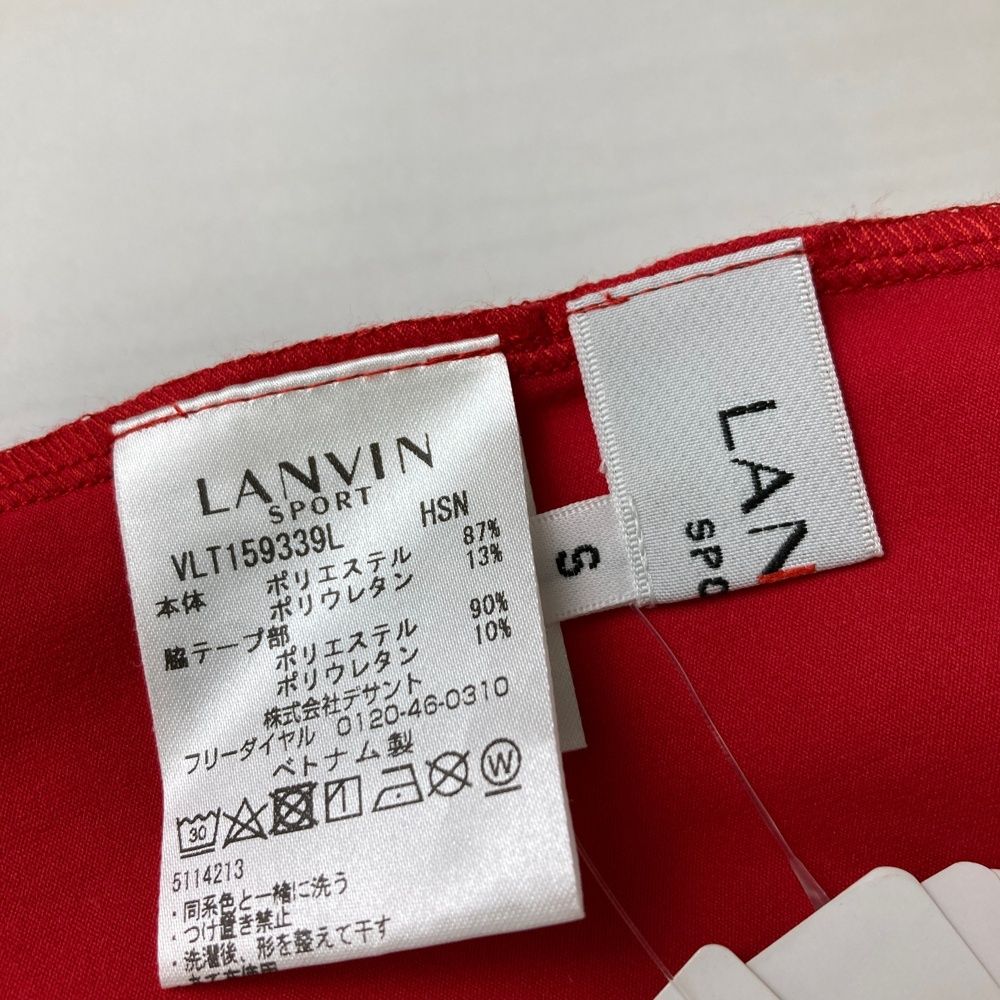 LANVIN
SPORT
VLT159339L HSN
本体 ポリエステル 87%
ポリウレタン 13%
脇テープ部
ポリエステル 90%
ポリウレタン 10%
株式会社デサント
フリーダイヤル 0120-46-0310
ベトナム製
30
W
5114213
・同系色と一緒に洗う
・つけ置き禁止
・洗濯後、形を整えて干す
S
LAN
SPO